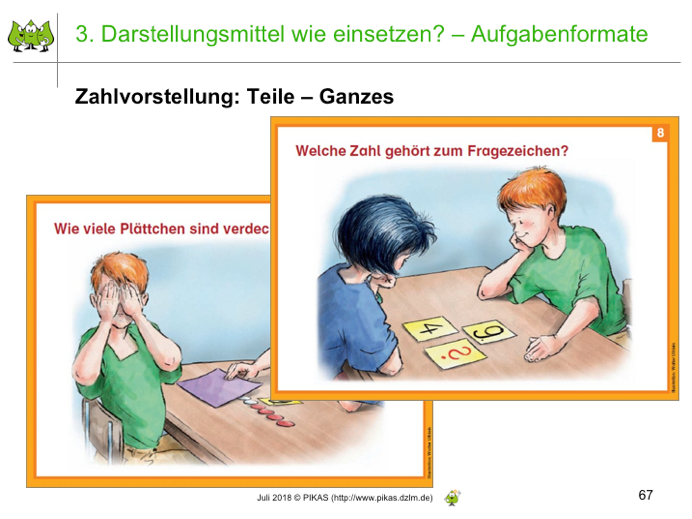 3. Darstellungsmittel wie einsetzen? – Aufgabenformate
Zahlvorstellung: Teile – Ganzes
8
Welche Zahl gehört zum Fragezeichen?
Wie viele Plättchen sind verdec
4
9.
?
Juli 2018 © PIKAS (http://www.pikas.dzlm.de)
67